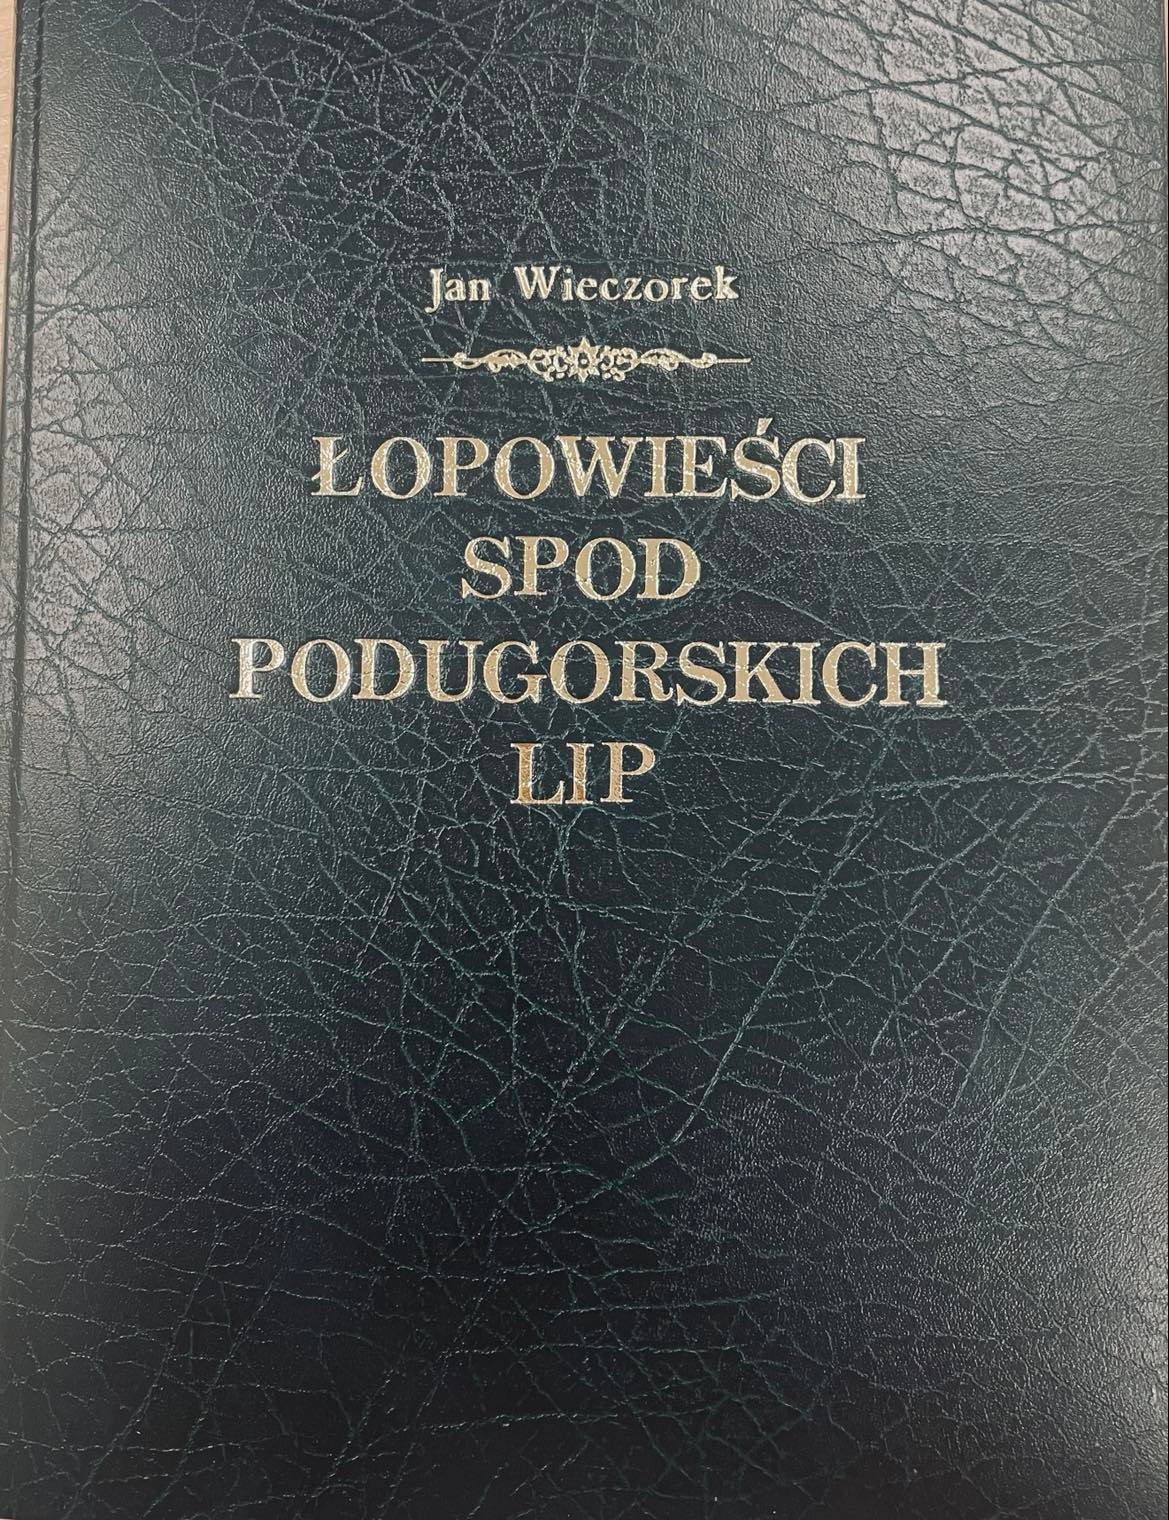 Jan Wieczorek
ŁOPOWIEŚCI
SPOD
PODUGORSKICH
LIP